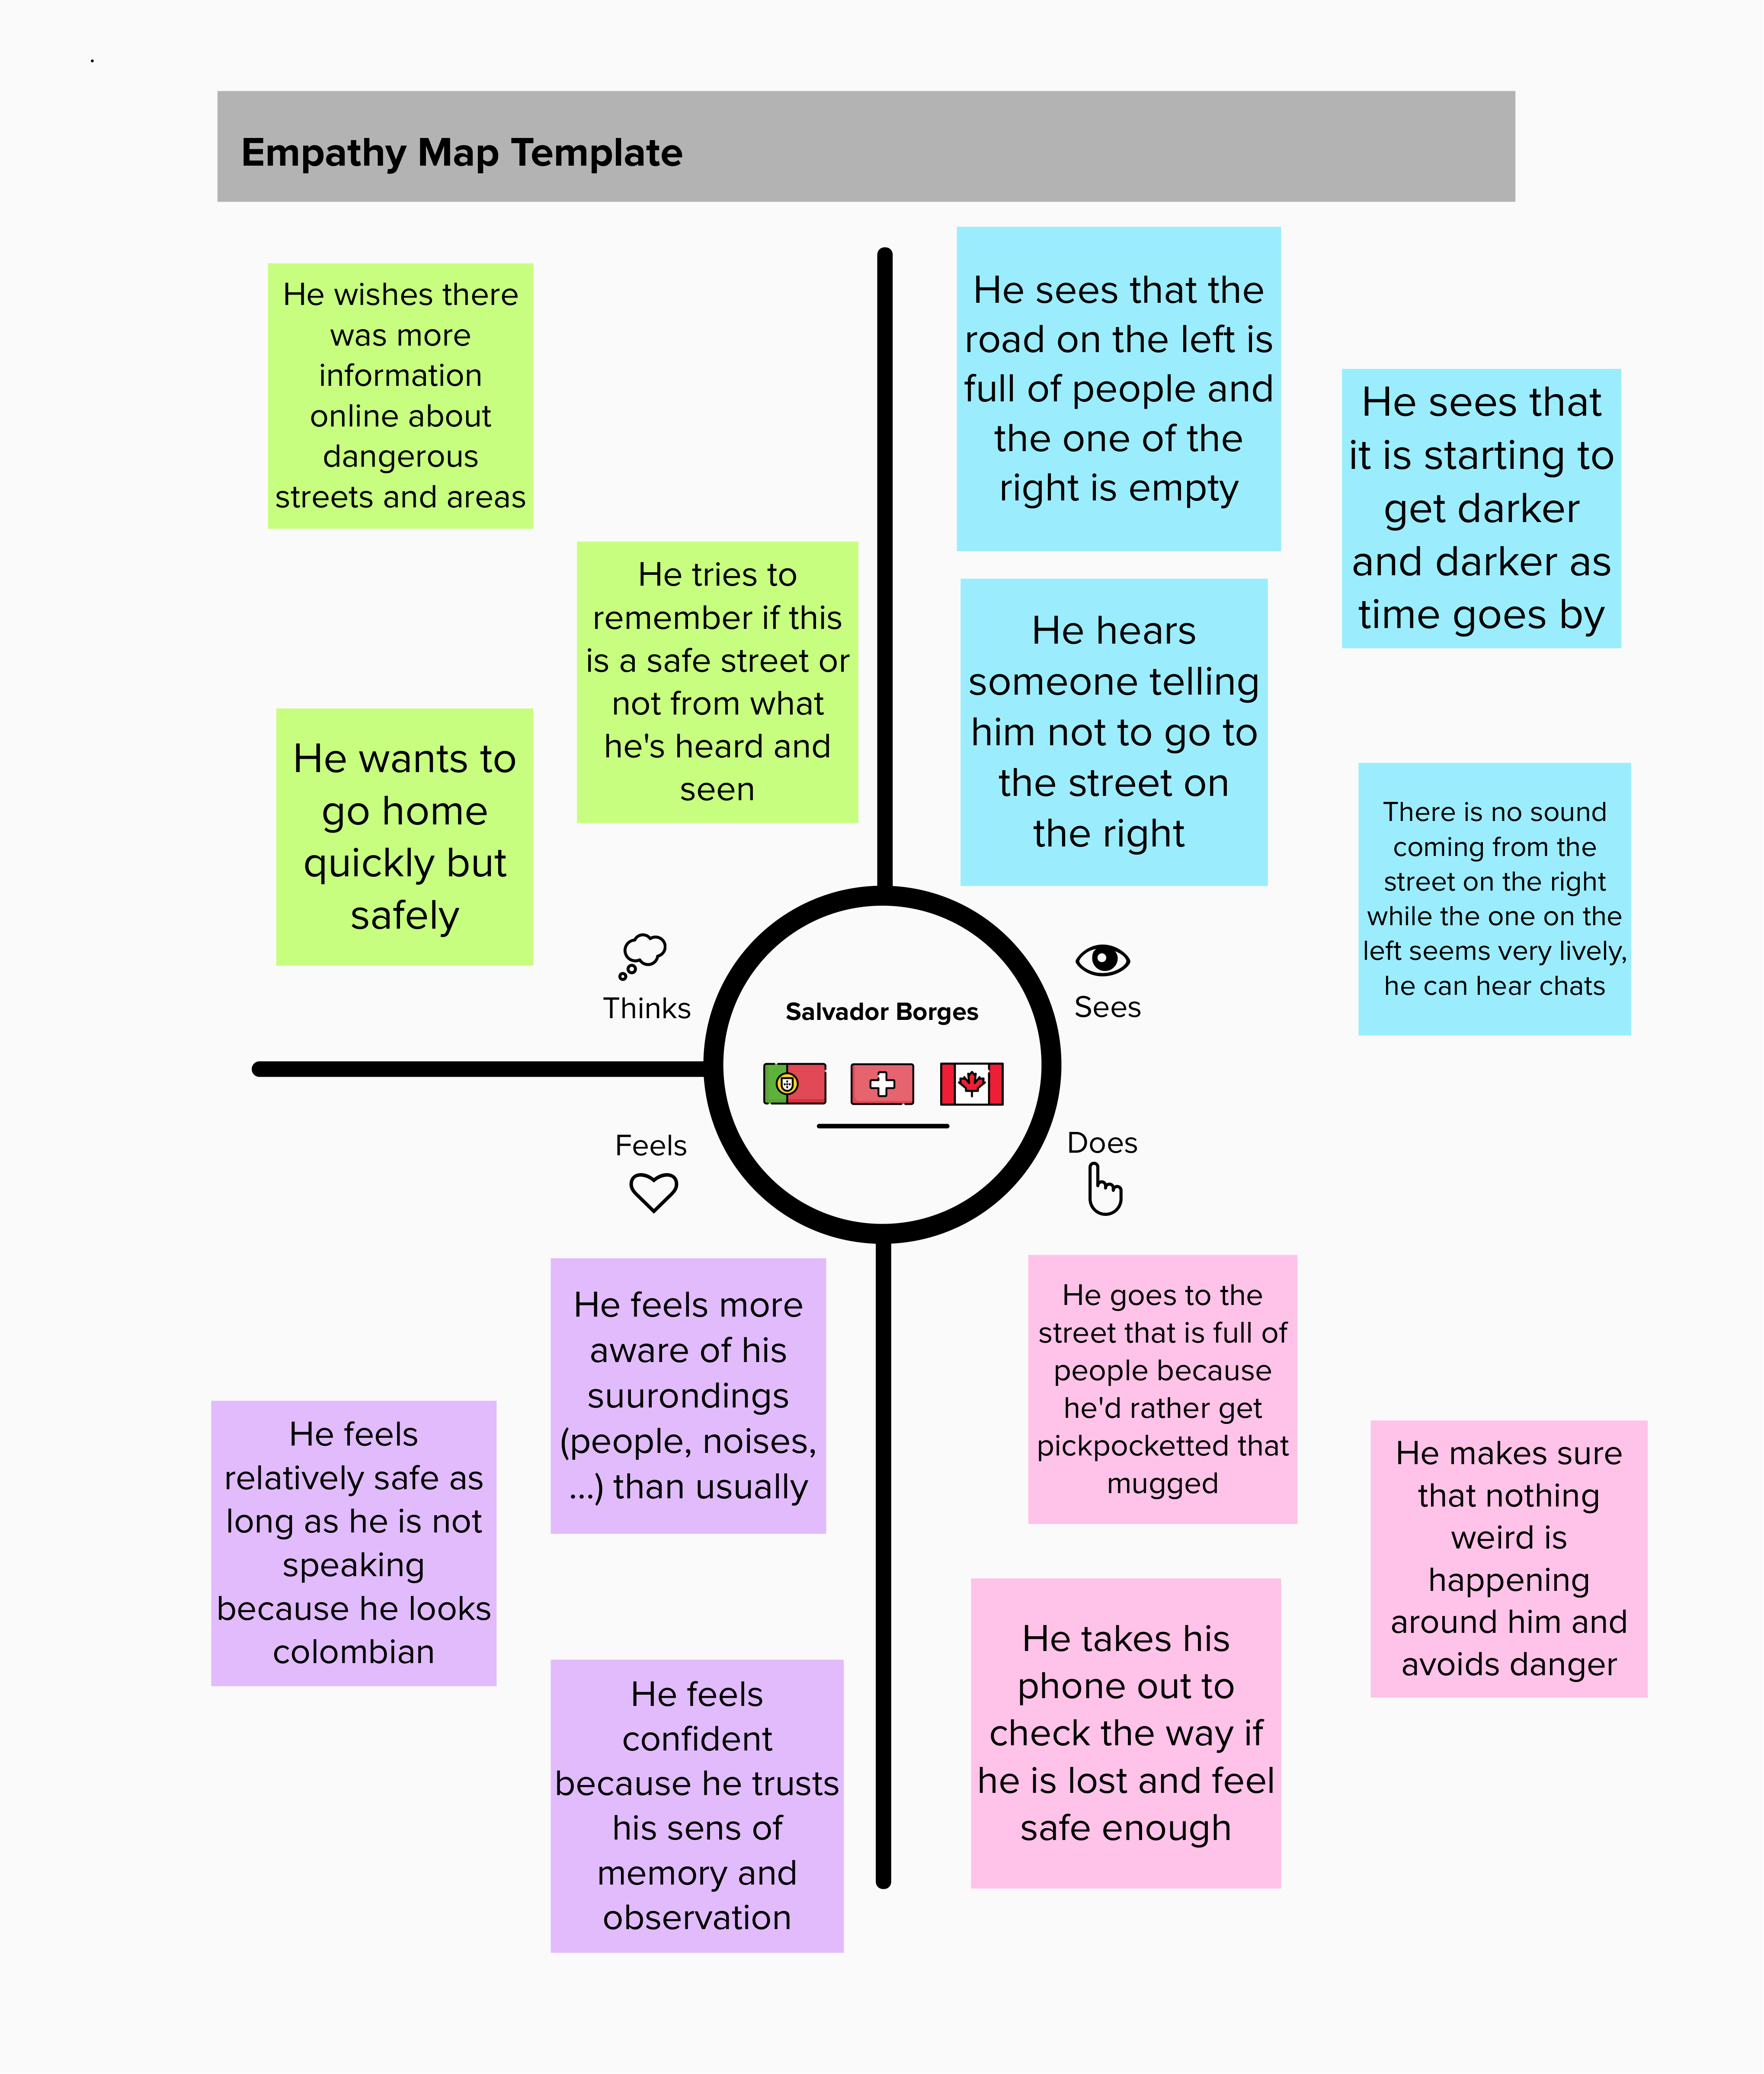 Empathy Map Template
He wishes there
was more
information
online about
dangerous
streets and areas
He tries to
remember if this
is a safe street or
not from what
he's heard and
seen
He wants to
go home
quickly but
safely
Thinks
He sees that the
road on the left is
full of people and
the one of the
right is empty
He sees that
it is starting to
get darker
and darker as
time goes by
He hears
someone telling
him not to go to
the street on
the right
There is no sound
coming from the
street on the right
while the one on the
left seems very lively,
he can hear chats
Sees
Salvador Borges
Feels
He feels more
aware of his
suurondings
(people, noises,
...) than usually
He feels
relatively safe as
long as he is not
speaking
because he looks
colombian
He feels
confident
because he trusts
his sens of
memory and
observation
Does
He goes to the
street that is full of
people because
he'd rather get
pickpocketted that
mugged
He makes sure
that nothing
weird is
happening
around him and
avoids danger
He takes his
phone out to
check the way if
he is lost and feel
safe enough